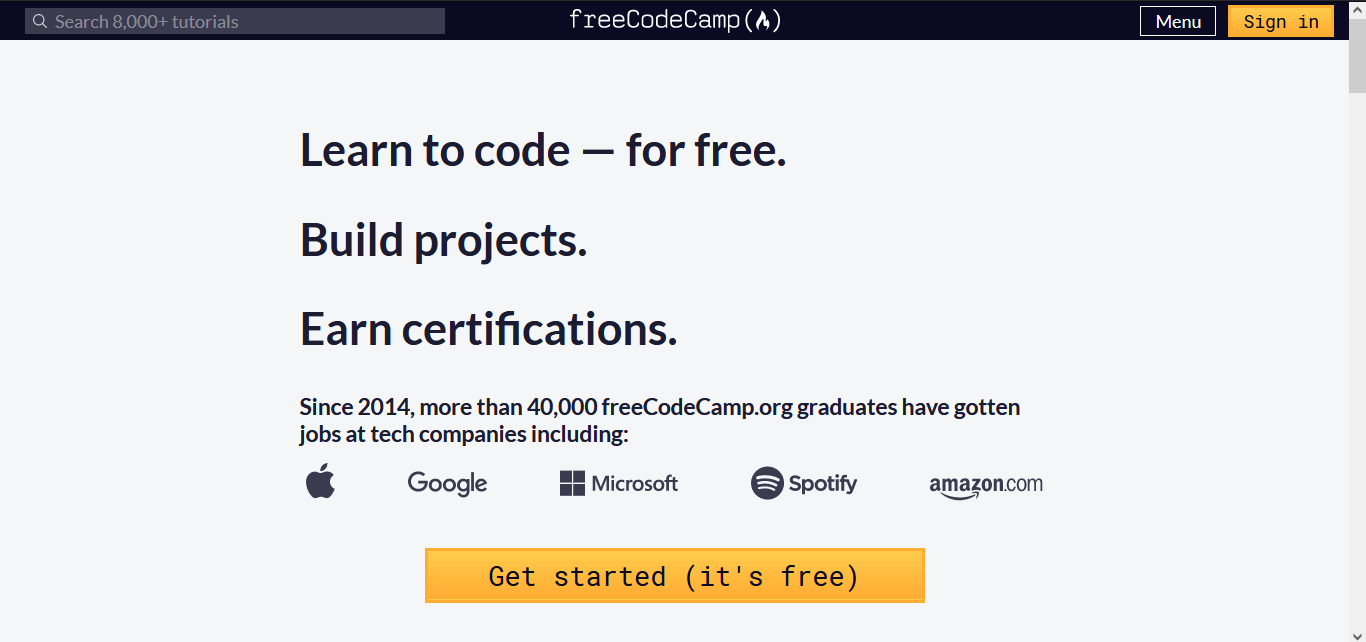 Search 8,000+ tutorials
freeCodeCamp(🔥)
Menu
Sign in
Learn to code — for free.
Build projects.
Earn certifications.
Since 2014, more than 40,000 freeCodeCamp.org graduates have gotten
jobs at tech companies including:
Google
Microsoft
Spotify
amazon.com
Get started (it's free)